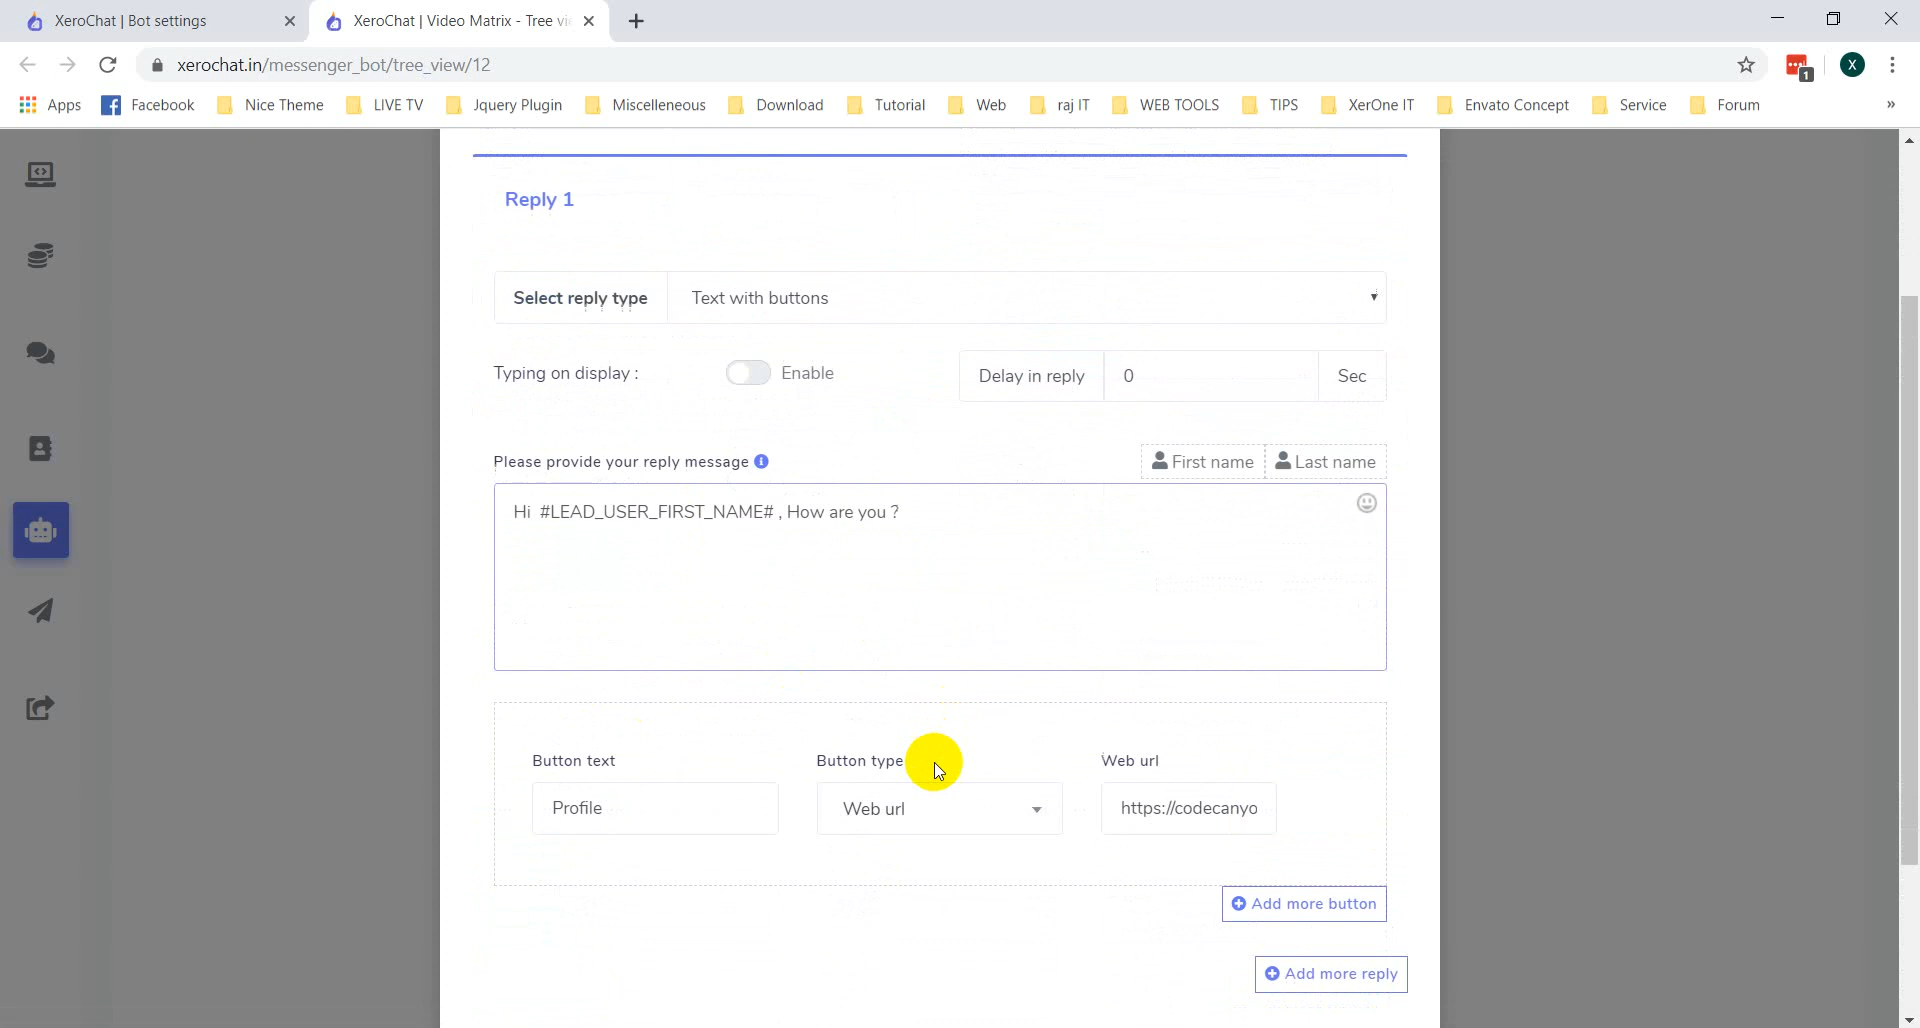 XeroChat | Bot settings
XeroChat | Video Matrix - Tree vi
xerochat.in/messenger_bot/tree_view/12
1
X
Apps Facebook Nice Theme LIVE TV Jquery Plugin Miscelleneous Download Tutorial Web raj IT WEB TOOLS TIPS XerOne IT Envato Concept Service Forum »
Reply 1
Select reply type Text with buttons
Typing on display : Enable Delay in reply 0 Sec
Please provide your reply message First name Last name
Hi #LEAD_USER_FIRST_NAME# , How are you ?
Button text Button type Web url
Profile Web url https://codecanyo
Add more button
Add more reply